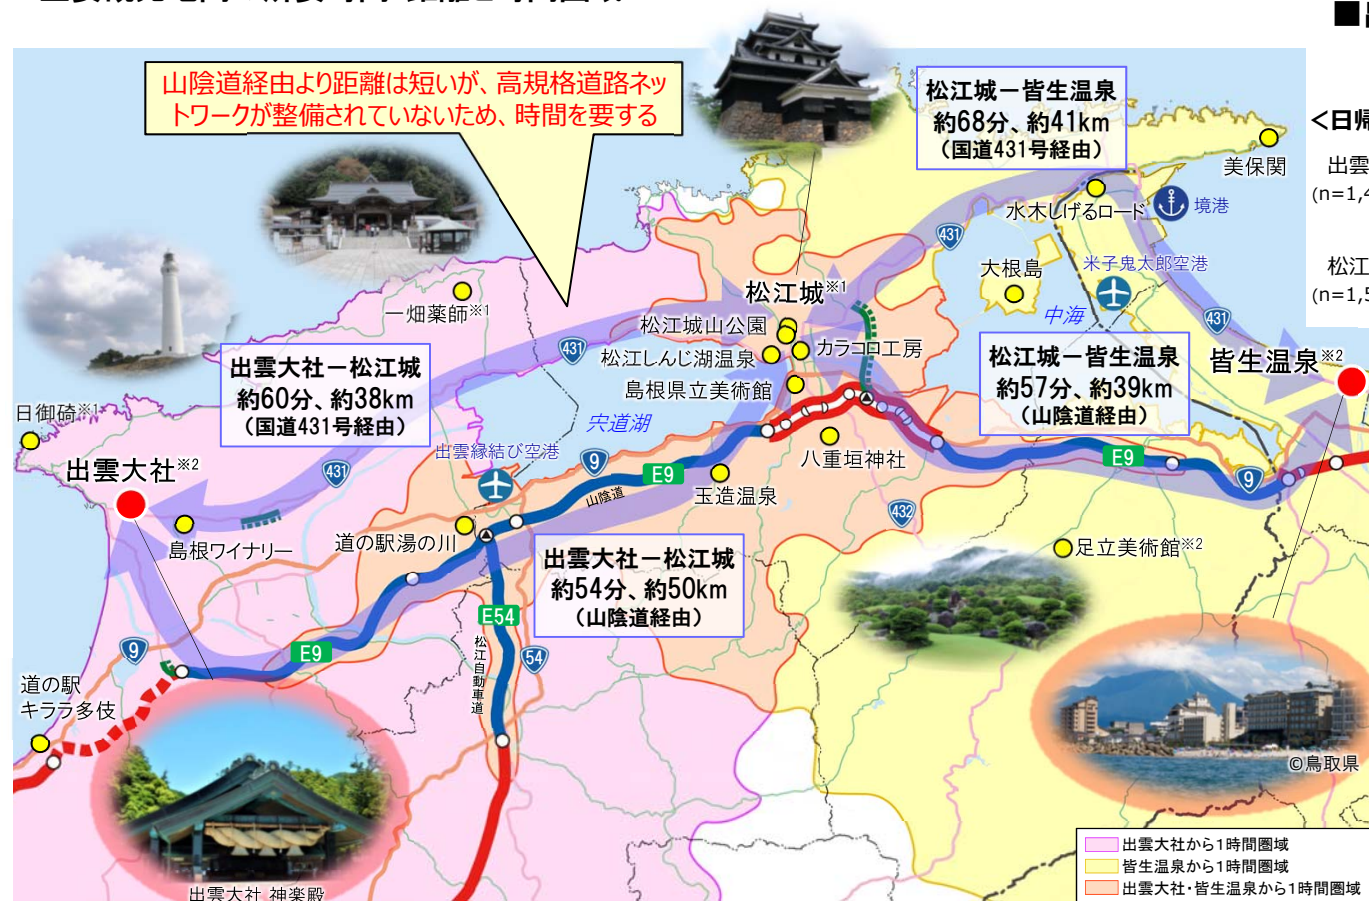 ■
山陰道経由より距離は短いが、高規格道路ネッ
トワークが整備されていないため、時間を要する
松江城－皆生温泉
約68分、約41km
(国道431号経由)
<日帰
出雲
(n=1,4
松江
(n=1,5
美保関
水木しげるロード
境港
431
大根島
米子鬼太郎空港
中海
431
一畑薬師※1
松江城※1
松江城山公園
松江しんじ湖温泉
カラコロ工房
島根県立美術館
431
出雲大社－松江城
約60分、約38km
(国道431号経由)
松江城－皆生温泉
約57分、約39km
(山陰道経由)
皆生温泉※2
日御碕※1
宍道湖
出雲大社※2
431
出雲縁結び空港
9
E9
山陰道
玉造温泉
八重垣神社
E9
9
432
島根ワイナリー
道の駅湯の川
足立美術館※2
出雲大社－松江城
約54分、約50km
(山陰道経由)
E54
松江自動車道
54
9
E9
道の駅
キララ多伎
©鳥取県
出雲大社 神楽殿
出雲大社から1時間圏域
皆生温泉から1時間圏域
出雲大社・皆生温泉から1時間圏域